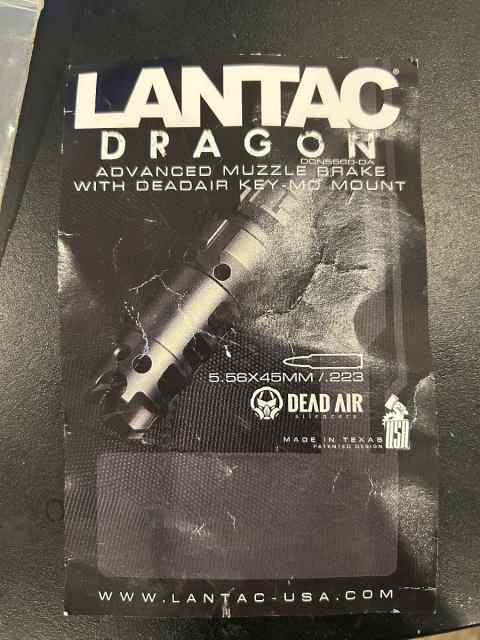 LANTAC®
DRAGON
DGN556B-DA
ADVANCED MUZZLE BRAKE
WITH DEADAIR KEY-MO MOUNT
5.56X45MM /.223
DEAD AIR
silencers
MADE IN TEXAS
PATENTED DESIGN
USA
WWW.LANTAC-USA.COM